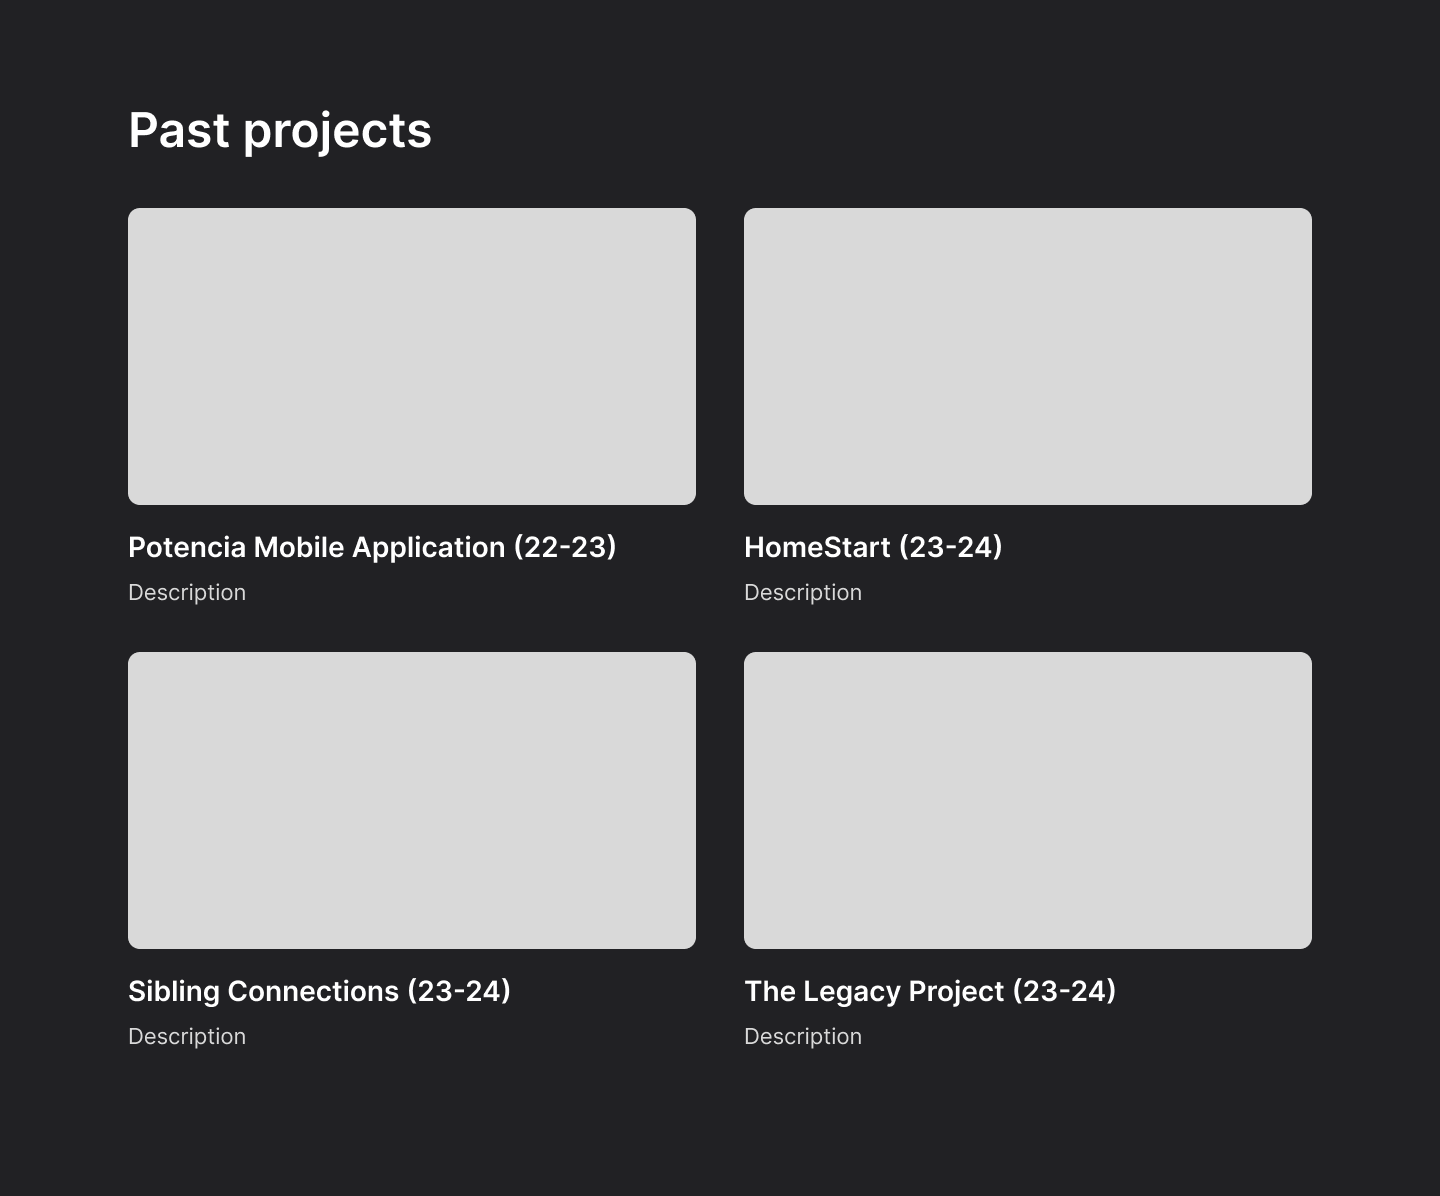 Past projects
Potencia Mobile Application (22-23)
HomeStart (23-24)
Description
Description
Sibling Connections (23-24)
The Legacy Project (23-24)
Description
Description